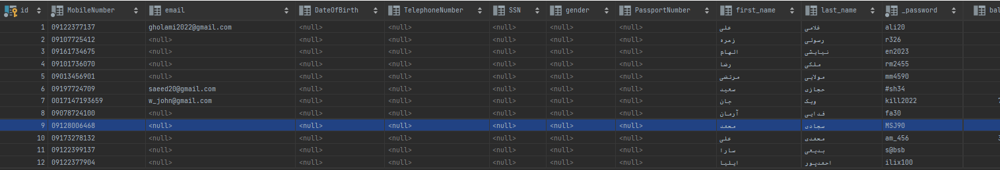 id MobileNumber email DateOfBirth TelephoneNumber SSN gender PassportNumber first_name last_name _password bal
1 09122377137 gholami2022@gmail.com <null> <null> <null> <null> <null> علی غلامی ali20
2 09107725412 <null> <null> <null> <null> <null> <null> زمره رسولی r326
3 09161734675 <null> <null> <null> <null> <null> <null> الهام نیایشی en2023
4 09101736070 <null> <null> <null> <null> <null> <null> رضا ملکی rm2455
5 09013456901 <null> <null> <null> <null> <null> <null> مرتضی مولایی mm4590
6 09197724709 saeed20@gmail.com <null> <null> <null> <null> <null> سعید حجازی #sh34
7 0017147193659 w_john@gmail.com <null> <null> <null> <null> <null> جان ویک kill2022 7
8 09078724100 <null> <null> <null> <null> <null> <null> آرمان فدایی fa30
9 09128006468 <null> <null> <null> <null> <null> <null> محمد سجادی MSJ90
10 09173278132 <null> <null> <null> <null> <null> <null> علی محمدی am_456 3
11 09122399137 <null> <null> <null> <null> <null> <null> سارا بدیعی s@bsb
12 09122377904 <null> <null> <null> <null> <null> <null> ایلیا احمدپور ilix100